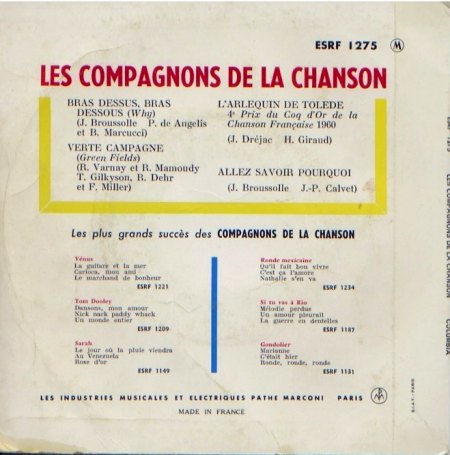 ESRF 1275 M
LES COMPAGNONS DE LA CHANSON
BRAS DESSUS, BRAS
DESSOUS (Why)
(J. Broussolle P. de Angelis
et B. Marcucci)
VERTE CAMPAGNE
(Green Fields)
(R. Varnay et R. Mamoudy
T. Gilkyson, R. Dehr
et F. Miller)
L'ARLEQUIN DE TOLEDE
4e Prix du Coq d'Or de la
Chanson Française 1960
(J. Dréjac H. Giraud)
ALLEZ SAVOIR POURQUOI
(J. Broussolle J.-P. Calvet)
Les plus grands succès des COMPAGNONS DE LA CHANSON
Vénus
La guitare et la mer
Carioca, mon ami
Le marchand de bonheur
ESRF 1221
Tom Dooley
Dansons, mon amour
Nick nack paddy whack
Un monde entier
ESRF 1209
Sarah
Le jour où la pluie viendra
Au Venezuela
Rose d'or
ESRF 1149
Ronde mexicaine
Qu'il fait bon vivre
C'est ça l'amore
Nathalie s'en va
ESRF 1234
Si tu vas à Rio
Mélodie perdue
Un amour pleurait
La guerre en dentelles
ESRF 1187
Gondolier
Marianne
C'était hier
Ronde, ronde, ronde
ESRF 1131
LES INDUSTRIES MUSICALES ET ELECTRIQUES PATHE MARCONI PARIS
MADE IN FRANCE
LES COMPAGNONS DE LA CHANSON
COLUMBIA